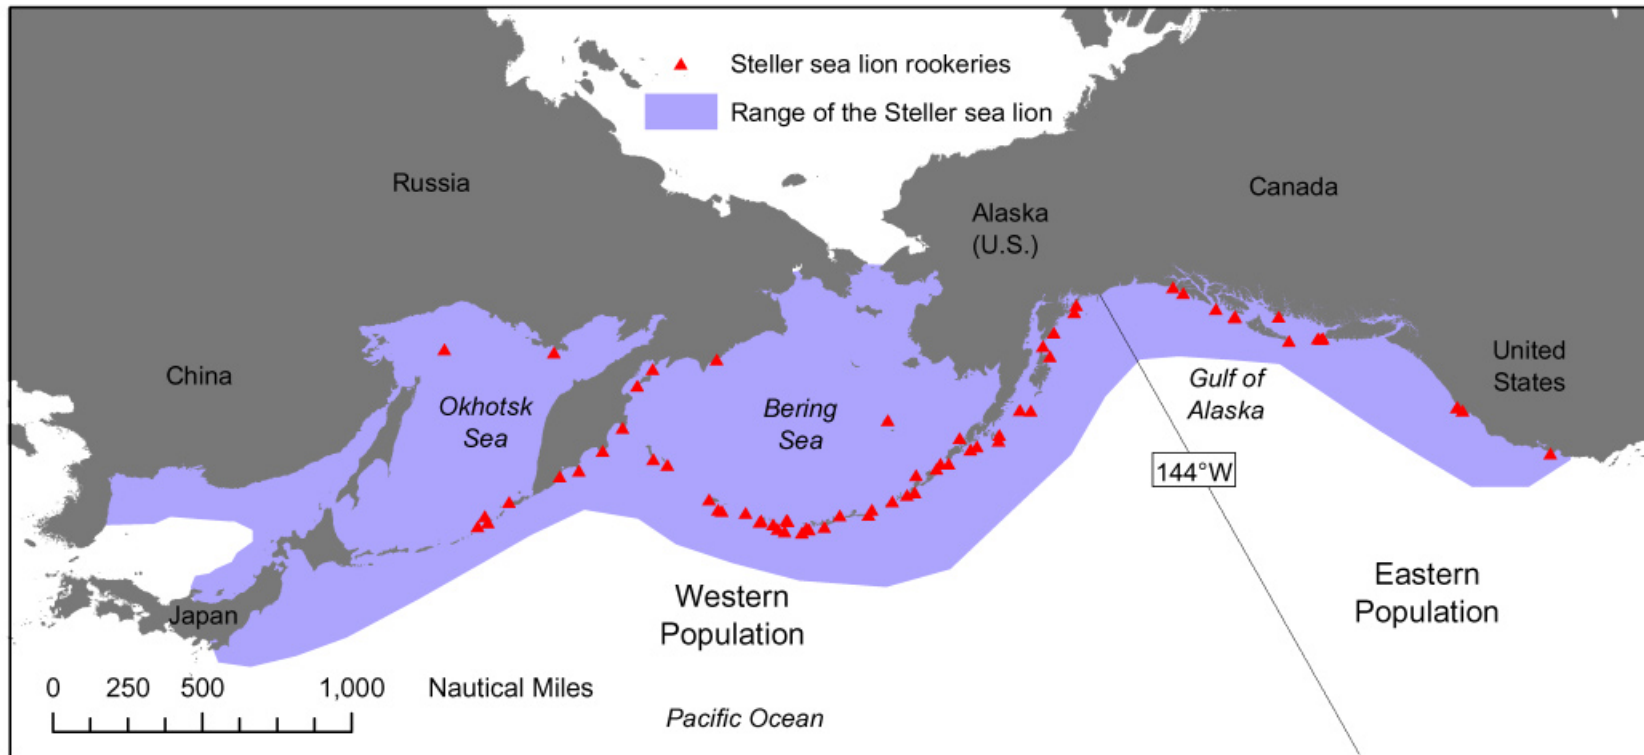 Steller sea lion rookeries
Range of the Steller sea lion
Russia
Canada
Alaska
(U.S.)
China
United
States
Okhotsk
Sea
Bering
Sea
Gulf of
Alaska
144°W
Western
Population
Eastern
Population
Japan
0 250 500 1,000 Nautical Miles
Pacific Ocean